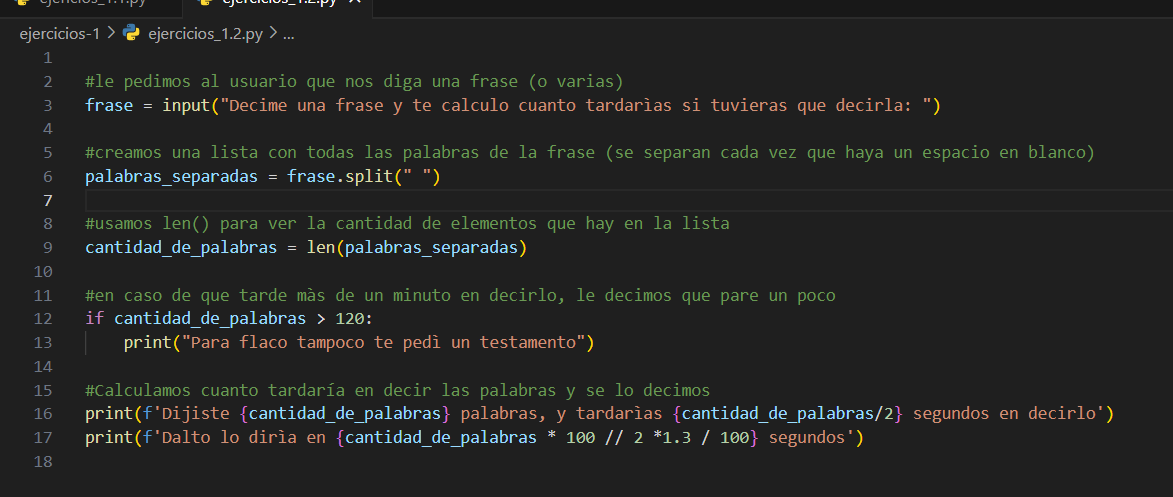 ejercicios_1.1.py ejercicios_1.2.py
ejercicios-1 > ejercicios_1.2.py > ...
1
2 #le pedimos al usuario que nos diga una frase (o varias)
3 frase = input("Decime una frase y te calculo cuanto tardarìas si tuvieras que decirla: ")
4
5 #creamos una lista con todas las palabras de la frase (se separan cada vez que haya un espacio en blanco)
6 palabras_separadas = frase.split(" ")
7
8 #usamos len() para ver la cantidad de elementos que hay en la lista
9 cantidad_de_palabras = len(palabras_separadas)
10
11 #en caso de que tarde màs de un minuto en decirlo, le decimos que pare un poco
12 if cantidad_de_palabras > 120:
13 print("Para flaco tampoco te pedì un testamento")
14
15 #Calculamos cuanto tardaría en decir las palabras y se lo decimos
16 print(f'Dijiste {cantidad_de_palabras} palabras, y tardarìas {cantidad_de_palabras/2} segundos en decirlo')
17 print(f'Dalto lo dirìa en {cantidad_de_palabras * 100 // 2 *1.3 / 100} segundos')
18